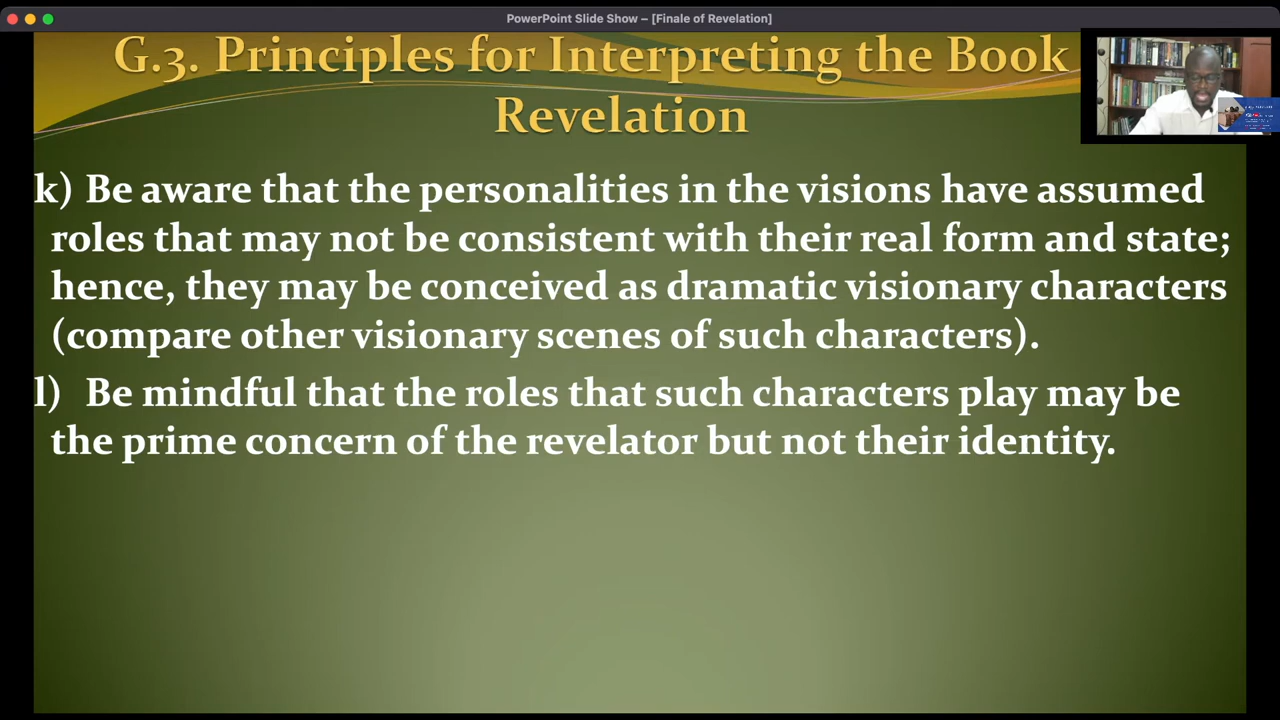 PowerPoint Slide Show – [Finale of Revelation]
G.3. Principles for Interpreting the Book
Revelation
k) Be aware that the personalities in the visions have assumed
roles that may not be consistent with their real form and state;
hence, they may be conceived as dramatic visionary characters
(compare other visionary scenes of such characters).
l) Be mindful that the roles that such characters play may be
the prime concern of the revelator but not their identity.